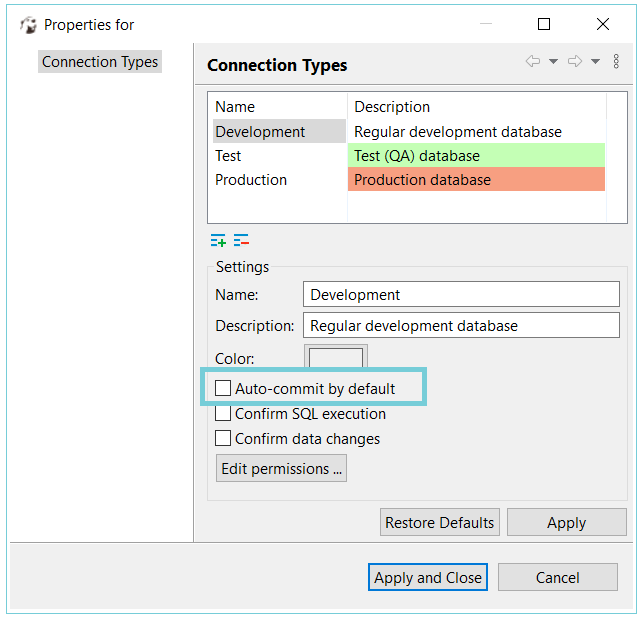 Properties for
Connection Types
Connection Types
Name Description
Development Regular development database
Test Test (QA) database
Production Production database
Settings
Name: Development
Description: Regular development database
Color:
Auto-commit by default
Confirm SQL execution
Confirm data changes
Edit permissions ...
Restore Defaults Apply
Apply and Close Cancel